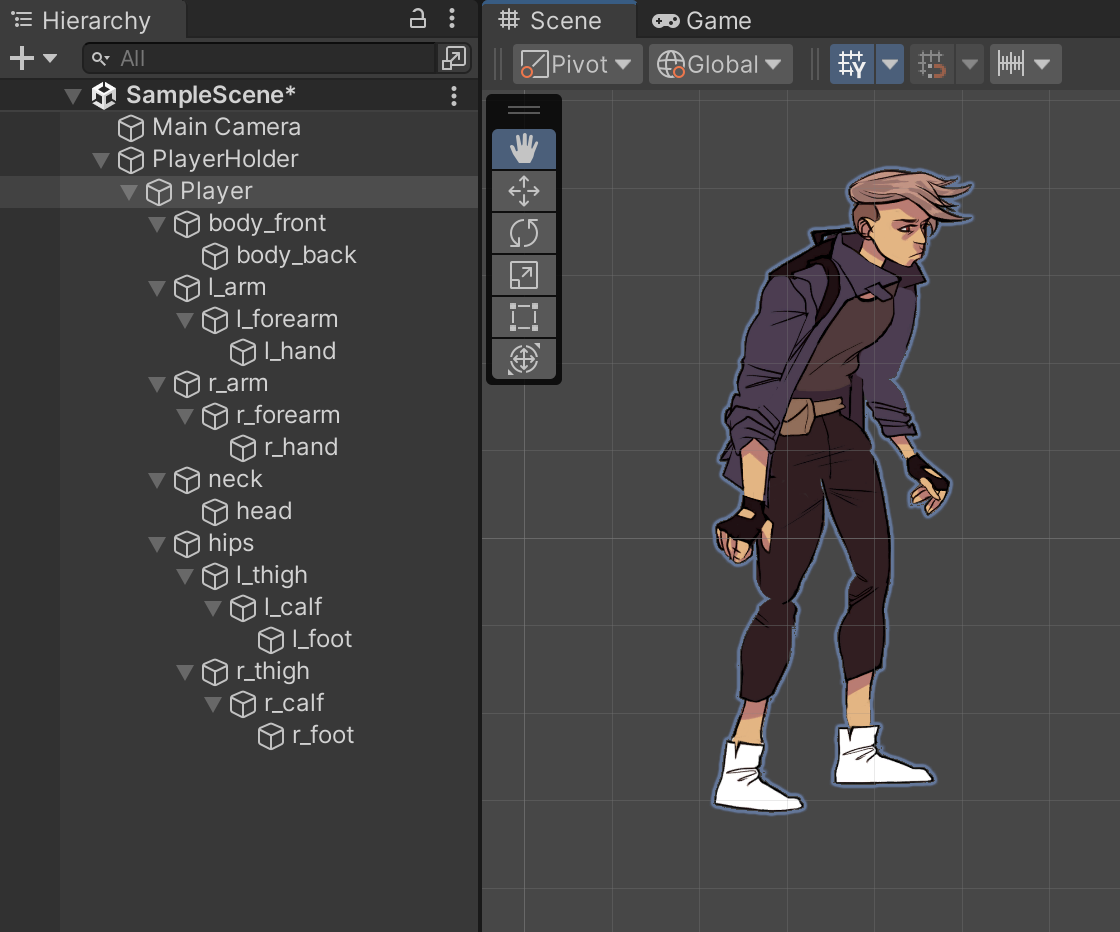 Hierarchy
All
SampleScene*
Main Camera
PlayerHolder
Player
body_front
body_back
l_arm
l_forearm
l_hand
r_arm
r_forearm
r_hand
neck
head
hips
l_thigh
l_calf
l_foot
r_thigh
r_calf
r_foot
Scene
Game
Pivot
Global
Y